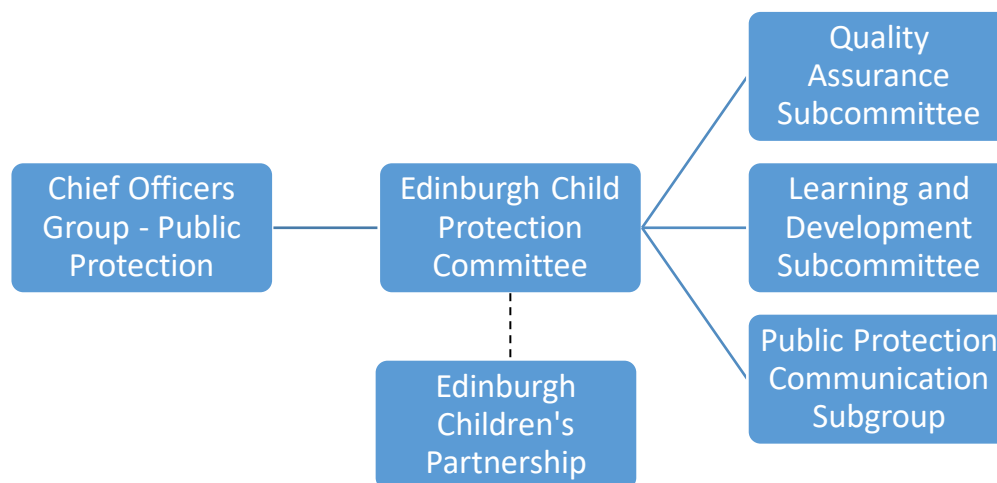 Chief Officers
Group - Public
Protection
Edinburgh Child
Protection
Committee
Edinburgh
Children's
Partnership
Quality
Assurance
Subcommittee
Learning and
Development
Subcommittee
Public Protection
Communication
Subgroup